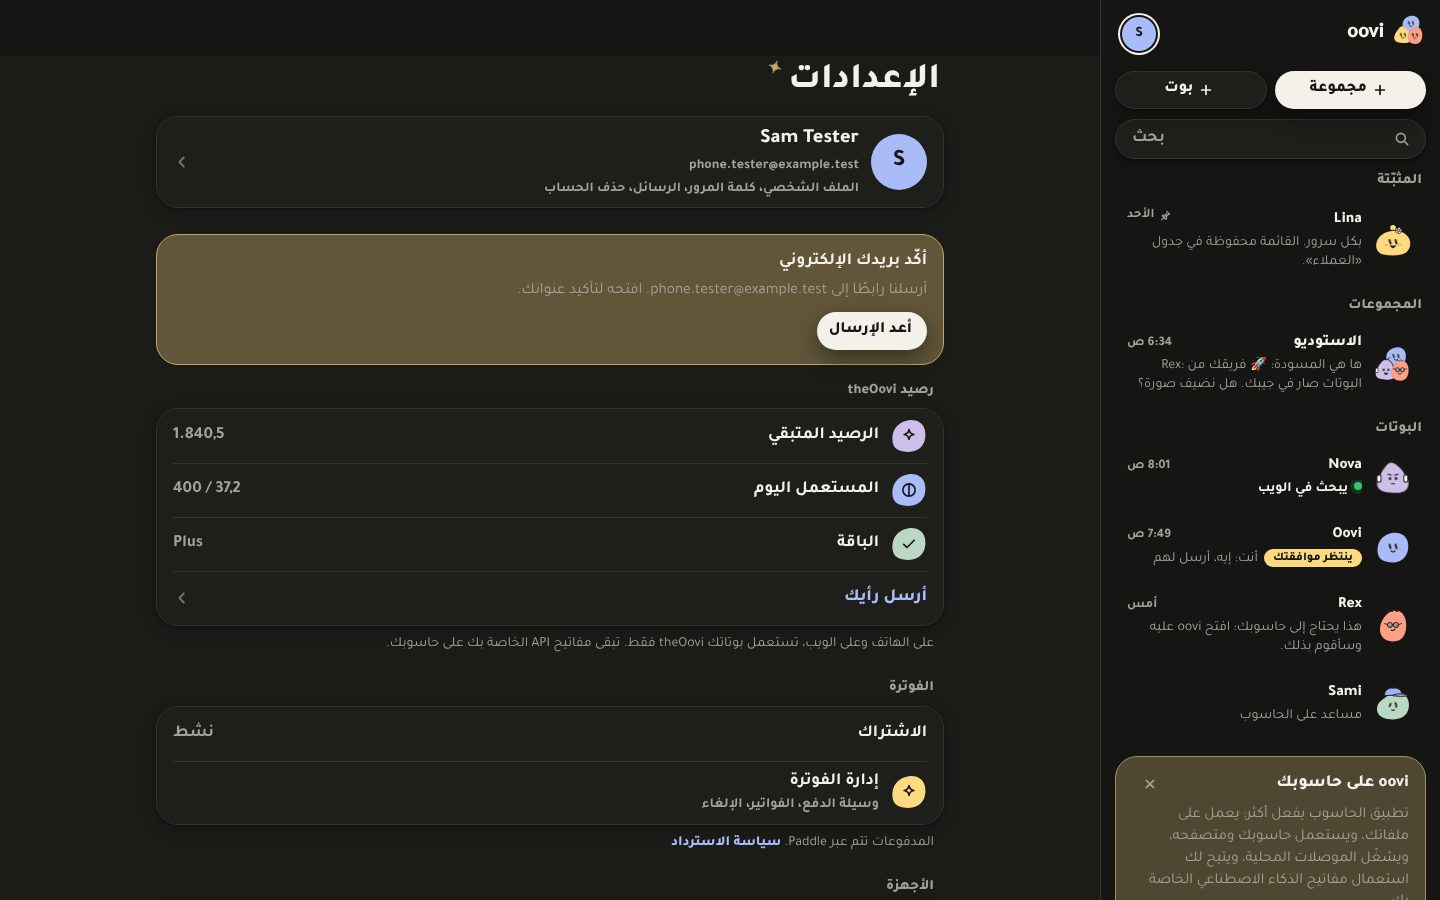 oovi
S
مجموعة
بوت
بحث
المثبّتة
Lina
الأحد
بكل سرور. القائمة محفوظة في جدول
«العملاء».
المجموعات
الاستوديو
6:34 ص
Rex: ها هي المسودة: 🚀 فريقك من
البوتات صار في جيبك. هل نضيف صورة؟
البوتات
Nova
8:01 ص
يبحث في الويب
Oovi
7:49 ص
ينتظر موافقتك
أنت: إيه، أرسل لهم
Rex
أمس
هذا يحتاج إلى حاسوبك: افتح oovi عليه
وسأقوم بذلك.
Sami
مساعد على الحاسوب
oovi على حاسوبك
تطبيق الحاسوب يفعل أكثر: يعمل على
ملفاتك، ويستعمل حاسوبك ومتصفحه،
ويشغّل الموصلات المحلية، ويتيح لك
استعمال مفاتيح الذكاء الاصطناعي الخاصة
الإعدادات
S
Sam Tester
phone.tester@example.test
الملف الشخصي، كلمة المرور، الرسائل، حذف الحساب
أكّد بريدك الإلكتروني
أرسلنا رابطًا إلى phone.tester@example.test. افتحه لتأكيد عنوانك.
أعد الإرسال
رصيد theOovi
الرصيد المتبقي
1.840,5
المستعمل اليوم
37,2 / 400
الباقة
Plus
أرسل رأيك
على الهاتف وعلى الويب، تستعمل بوتاتك theOovi فقط. تبقى مفاتيح API الخاصة بك على حاسوبك.
الفوترة
الاشتراك
نشط
إدارة الفوترة
وسيلة الدفع، الفواتير، الإلغاء
المدفوعات تتم عبر Paddle. سياسة الاسترداد
الأجهزة